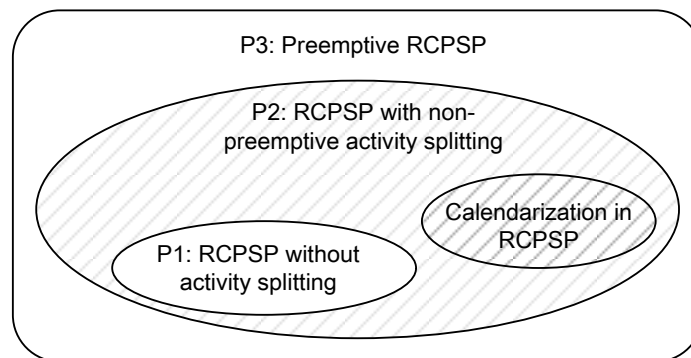 P3: Preemptive RCPSP
P2: RCPSP with non-
preemptive activity splitting
Calendarization in
RCPSP
P1: RCPSP without
activity splitting